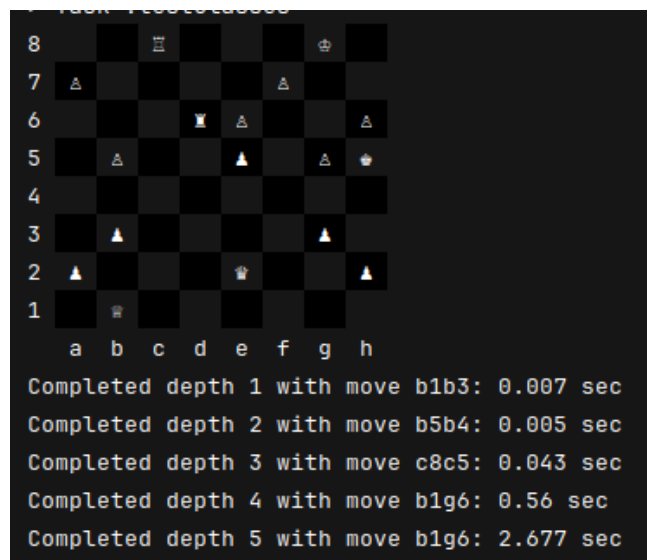 8 ♖ ♔
7 ♙ ♙
6 ♜ ♙ ♙
5 ♙ ♟ ♙ ♚
4
3 ♟ ♟
2 ♟ ♛ ♟
1 ♕
a b c d e f g h
Completed depth 1 with move b1b3: 0.007 sec
Completed depth 2 with move b5b4: 0.005 sec
Completed depth 3 with move c8c5: 0.043 sec
Completed depth 4 with move b1g6: 0.56 sec
Completed depth 5 with move b1g6: 2.677 sec